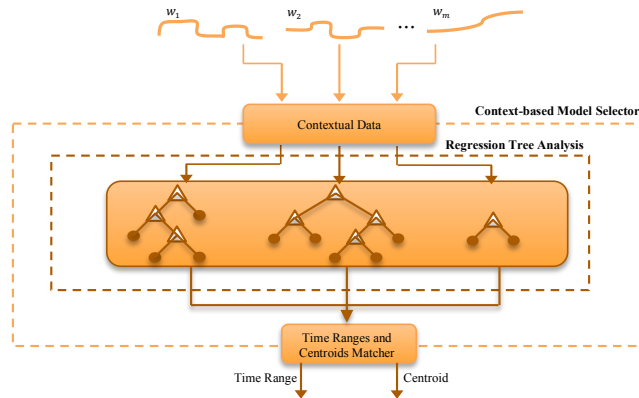 w1 w2 ... wm
Context-based Model Selector
Contextual Data
Regression Tree Analysis
Time Ranges and
Centroids Matcher
Time Range Centroid